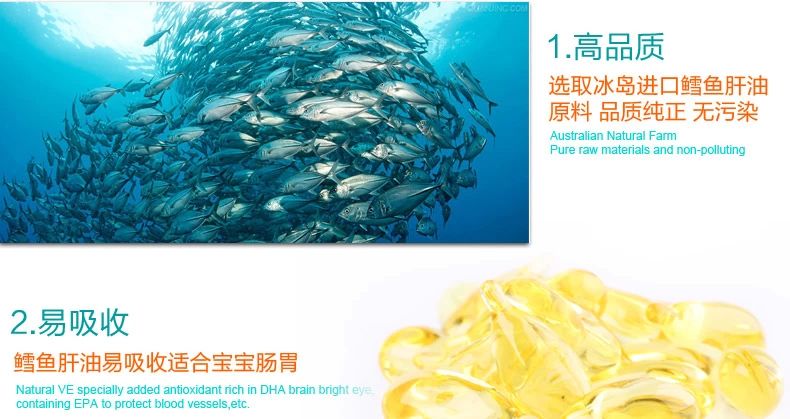 1.高品质
选取冰岛进口鳕鱼肝油
原料 品质纯正 无污染
Australian Natural Farm
Pure raw materials and non-polluting
2.易吸收
鳕鱼肝油易吸收适合宝宝肠胃
Natural VE specially added antioxidant rich in DHA brain bright eye,
containing EPA to protect blood vessels,etc.